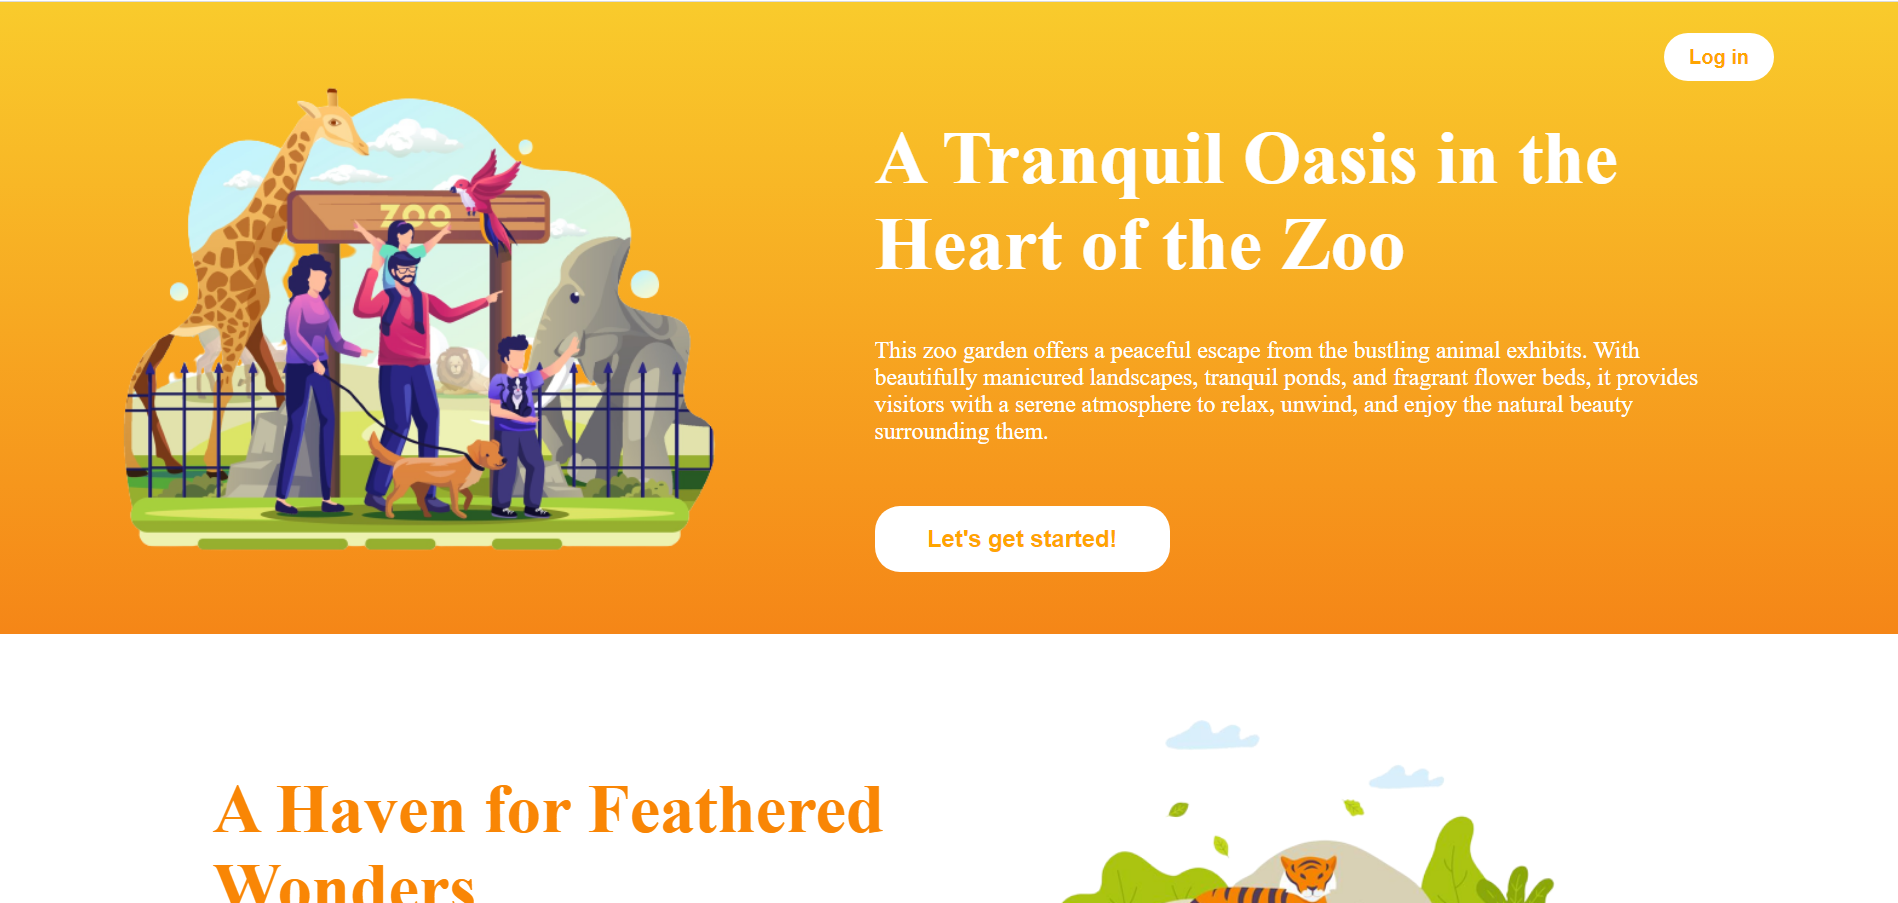 Log in
ZOO
A Tranquil Oasis in the
Heart of the Zoo
This zoo garden offers a peaceful escape from the bustling animal exhibits. With
beautifully manicured landscapes, tranquil ponds, and fragrant flower beds, it provides
visitors with a serene atmosphere to relax, unwind, and enjoy the natural beauty
surrounding them.
Let's get started!
A Haven for Feathered
Wonders